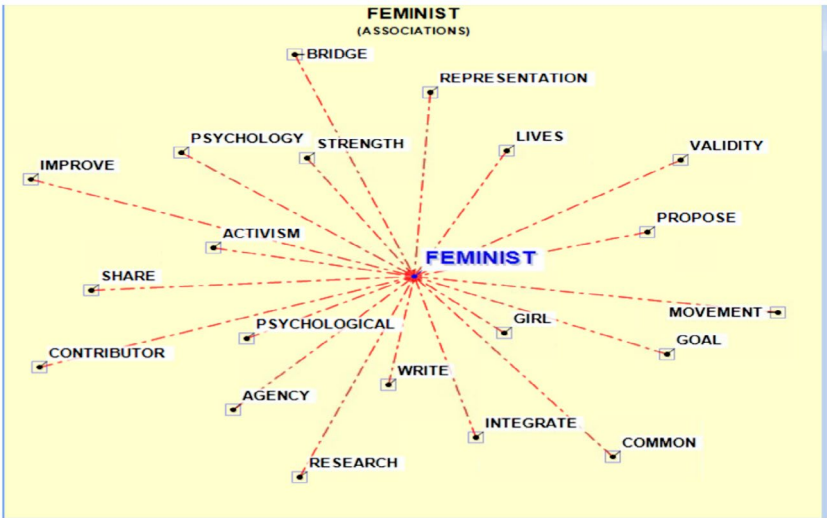 FEMINIST
(ASSOCIATIONS)
BRIDGE
REPRESENTATION
PSYCHOLOGY
STRENGTH
LIVES
VALIDITY
IMPROVE
PROPOSE
ACTIVISM
FEMINIST
SHARE
MOVEMENT
PSYCHOLOGICAL
GIRL
GOAL
CONTRIBUTOR
WRITE
AGENCY
INTEGRATE
COMMON
RESEARCH